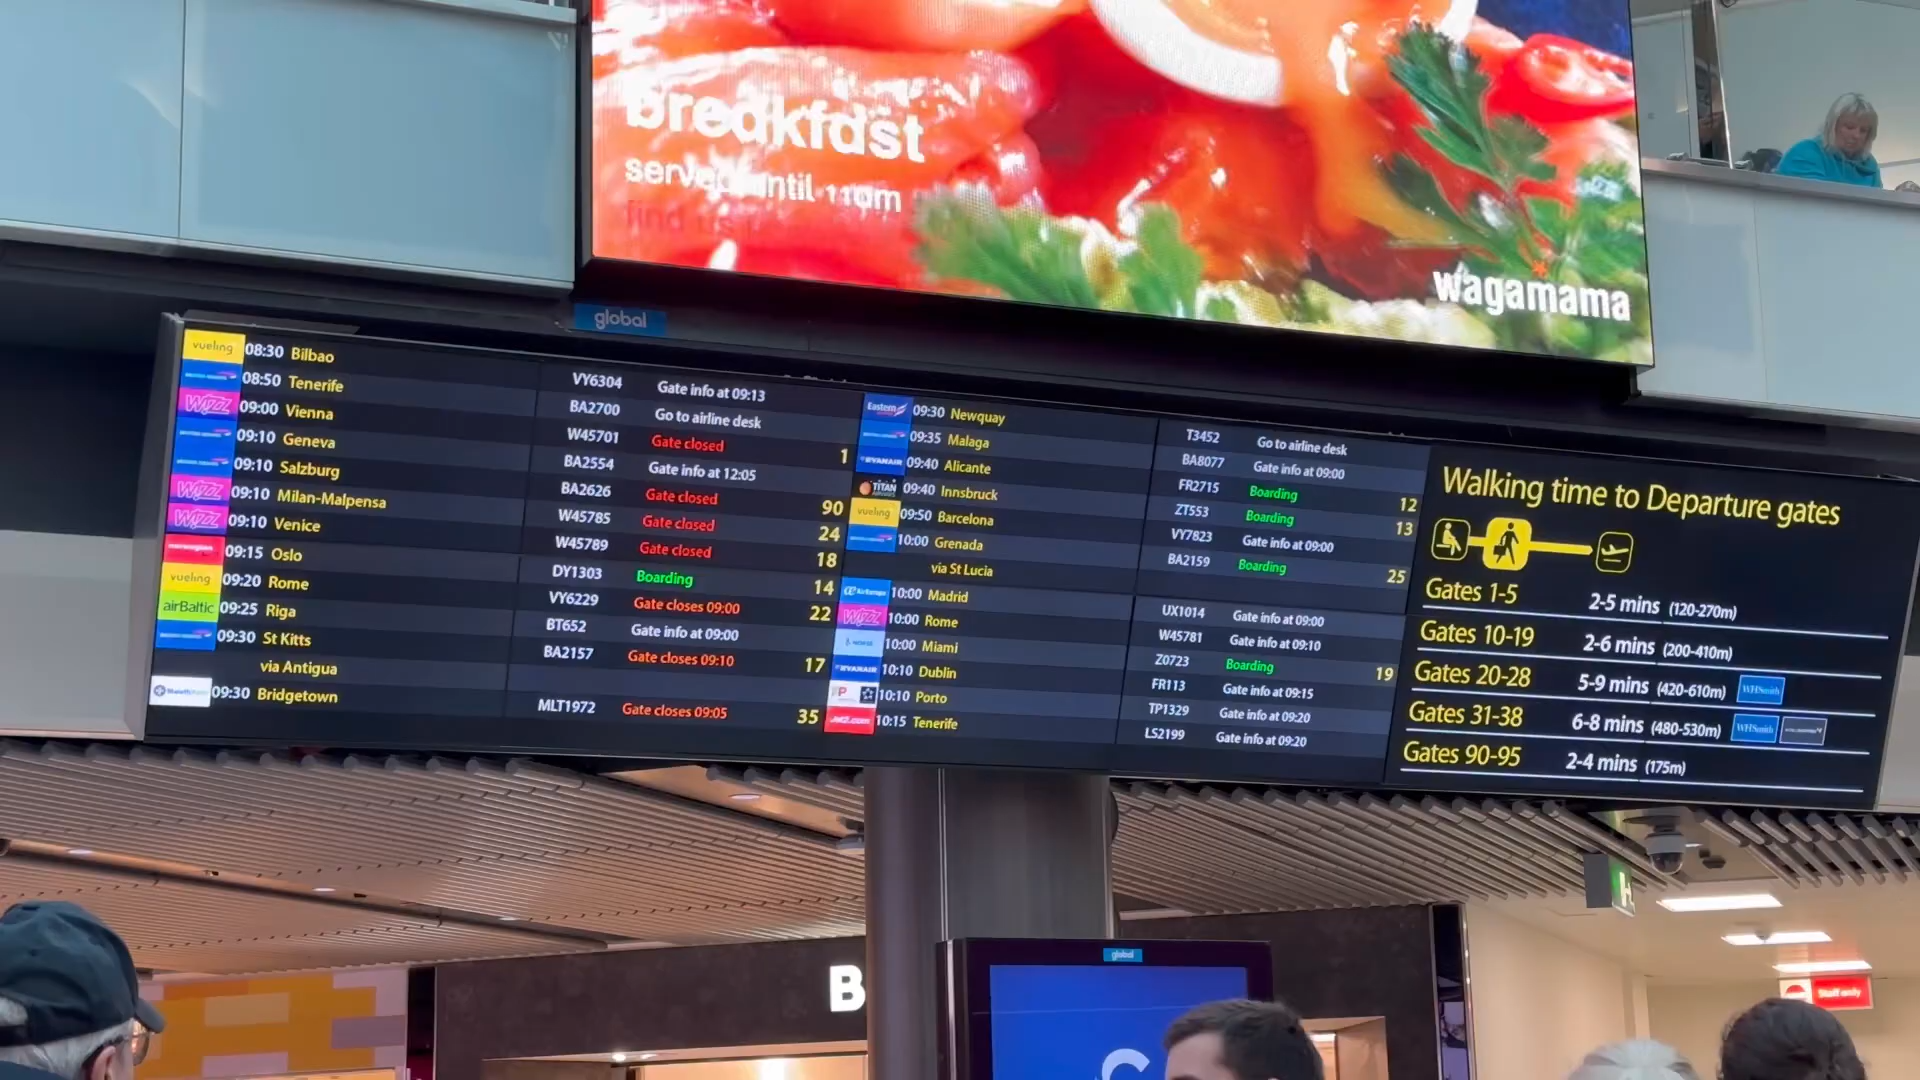 breakfast
served until 11am
find us
wagamama
global
vueling 08:30 Bilbao VY6304 Gate info at 09:13
08:50 Tenerife BA2700 Go to airline desk
Wizz 09:00 Vienna W45701 Gate closed 1
09:10 Geneva BA2554 Gate info at 12:05
09:10 Salzburg BA2626 Gate closed 90
Wizz 09:10 Milan-Malpensa W45785 Gate closed 24
Wizz 09:10 Venice W45789 Gate closed 18
norwegian 09:15 Oslo DY1303 Boarding 14
vueling 09:20 Rome VY6229 Gate closes 09:00 22
airBaltic 09:25 Riga BT652 Gate info at 09:00
09:30 St Kitts BA2157 Gate closes 09:10 17
via Antigua
09:30 Bridgetown MLT1972 Gate closes 09:05 35
Eastern 09:30 Newquay T3452 Go to airline desk
09:35 Malaga BA8077 Gate info at 09:00
RYANAIR 09:40 Alicante FR2715 Boarding 12
TITAN 09:40 Innsbruck ZT553 Boarding 13
vueling 09:50 Barcelona VY7823 Gate info at 09:00
10:00 Grenada BA2159 Boarding 25
via St Lucia
AirEuropa 10:00 Madrid UX1014 Gate info at 09:00
Wizz 10:00 Rome W45781 Gate info at 09:10
norse 10:00 Miami Z0723 Boarding 19
RYANAIR 10:10 Dublin FR113 Gate info at 09:15
10:10 Porto TP1329 Gate info at 09:20
Jet2.com 10:15 Tenerife LS2199 Gate info at 09:20
Walking time to Departure gates
Gates 1-5 2-5 mins (120-270m)
Gates 10-19 2-6 mins (200-410m)
Gates 20-28 5-9 mins (420-610m) WHSmith
Gates 31-38 6-8 mins (480-530m) WHSmith
Gates 90-95 2-4 mins (175m)
B
global
Staff only